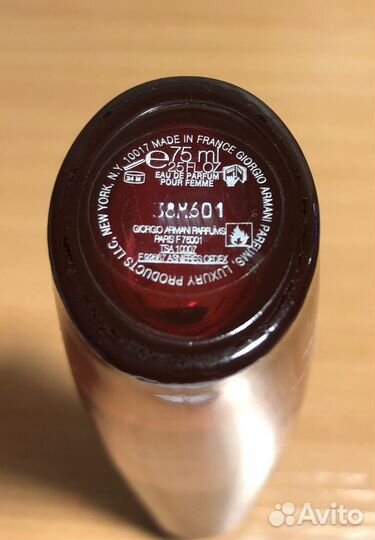 GIORGIO ARMANI PARFUMS, LUXURY PRODUCTS LLC, NEW YORK, N.Y. 10017 MADE IN FRANCE
24 M
e 75 ml
2.5 FL.OZ
EAU DE PARFUM
POUR FEMME
38M601
GIORGIO ARMANI PARFUMS
PARIS F 75001
TSA 10007
F 92667 ASNIERES CEDEX
Avito